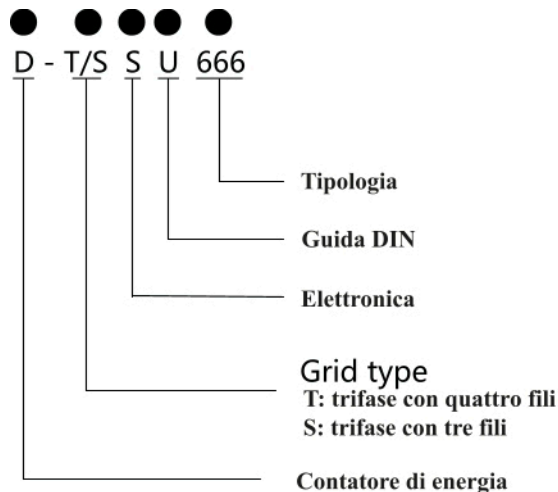 D - T/S S U 666
Tipologia
Guida DIN
Elettronica
Grid type
T: trifase con quattro fili
S: trifase con tre fili
Contatore di energia